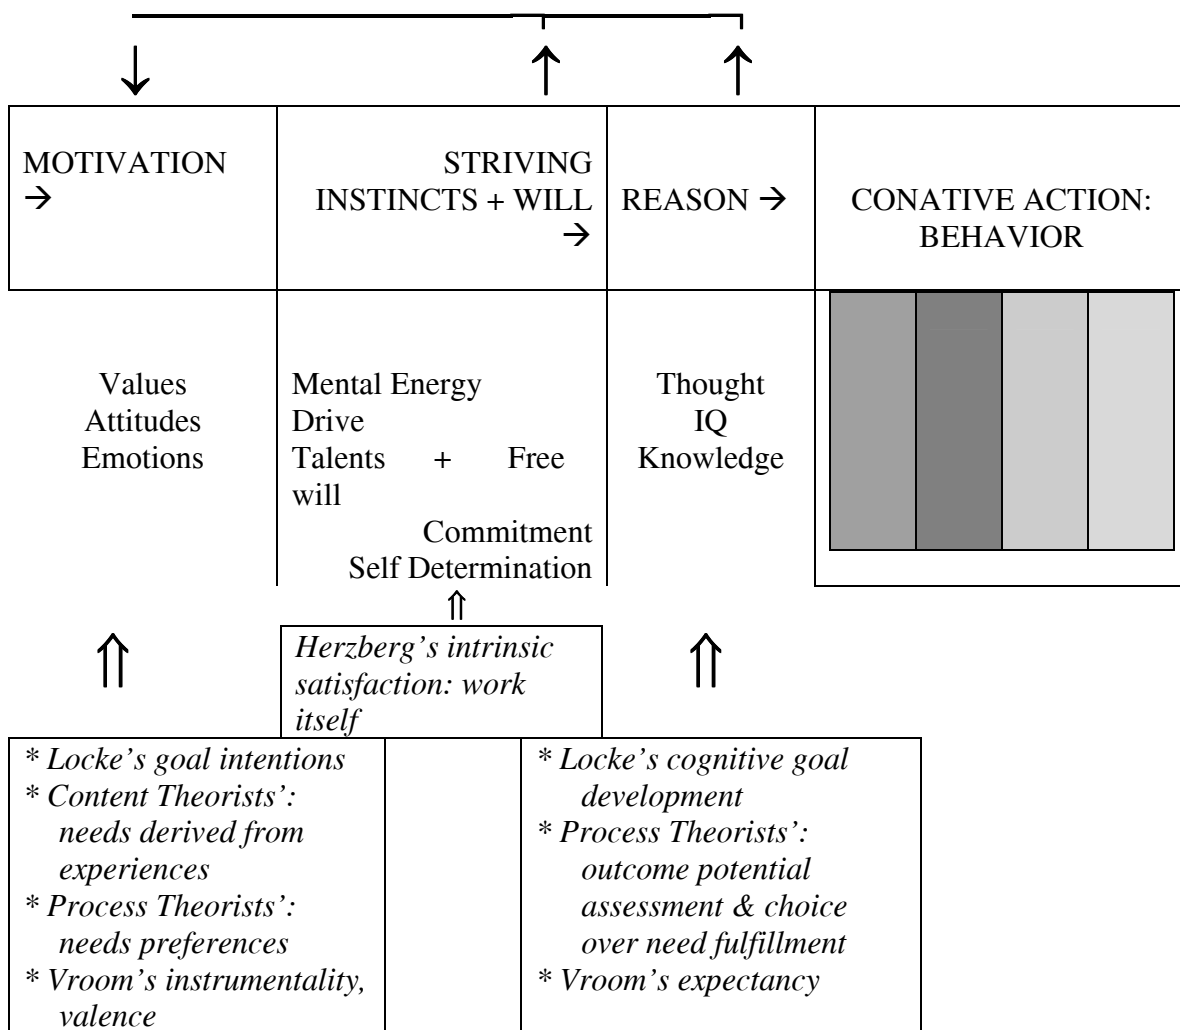 MOTIVATION
→
STRIVING
INSTINCTS + WILL
→
REASON →
CONATIVE ACTION:
BEHAVIOR
Values
Attitudes
Emotions
Mental Energy
Drive
Talents + Free
will
Commitment
Self Determination
Thought
IQ
Knowledge
Herzberg’s intrinsic
satisfaction: work
itself
* Locke’s goal intentions
* Content Theorists’:
needs derived from
experiences
* Process Theorists’:
needs preferences
* Vroom’s instrumentality,
valence
* Locke’s cognitive goal
development
* Process Theorists’:
outcome potential
assessment & choice
over need fulfillment
* Vroom’s expectancy